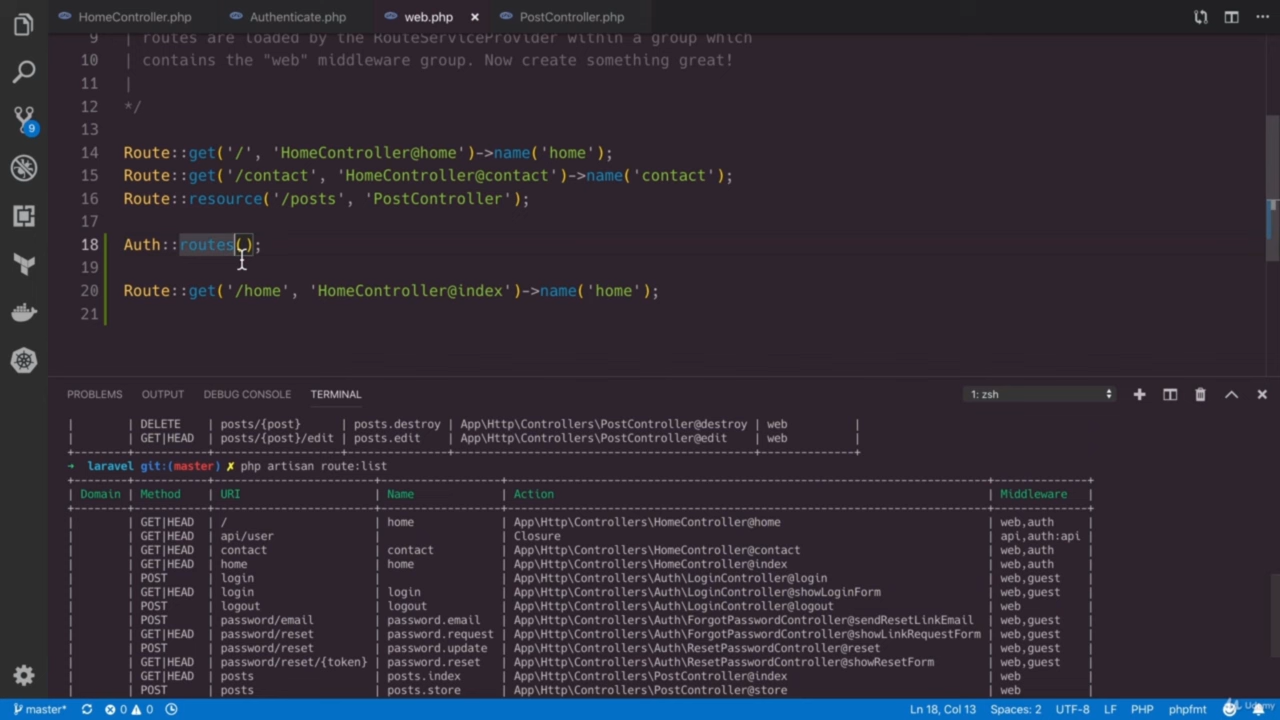 HomeController.php Authenticate.php web.php × PostController.php
9 | routes are loaded by the RouteServiceProvider within a group which
10 | contains the "web" middleware group. Now create something great!
11 |
12 */
13
14 Route::get('/', 'HomeController@home')->name('home');
15 Route::get('/contact', 'HomeController@contact')->name('contact');
16 Route::resource('/posts', 'PostController');
17
18 Auth::routes();
19
20 Route::get('/home', 'HomeController@index')->name('home');
21
9
PROBLEMS OUTPUT DEBUG CONSOLE TERMINAL 1: zsh
| | DELETE | posts/{post} | posts.destroy | App\Http\Controllers\PostController@destroy | web |
| | GET|HEAD | posts/{post}/edit | posts.edit | App\Http\Controllers\PostController@edit | web |
→ laravel git:(master) ✗ php artisan route:list
| Domain | Method | URI | Name | Action | Middleware |
| | GET|HEAD | / | home | App\Http\Controllers\HomeController@home | web,auth |
| | GET|HEAD | api/user | | Closure | api,auth:api |
| | GET|HEAD | contact | contact | App\Http\Controllers\HomeController@contact | web,auth |
| | GET|HEAD | home | home | App\Http\Controllers\HomeController@index | web,auth |
| | POST | login | | App\Http\Controllers\Auth\LoginController@login | web,guest |
| | GET|HEAD | login | login | App\Http\Controllers\Auth\LoginController@showLoginForm | web,guest |
| | POST | logout | logout | App\Http\Controllers\Auth\LoginController@logout | web |
| | POST | password/email | password.email | App\Http\Controllers\Auth\ForgotPasswordController@sendResetLinkEmail | web,guest |
| | GET|HEAD | password/reset | password.request | App\Http\Controllers\Auth\ForgotPasswordController@showLinkRequestForm | web,guest |
| | POST | password/reset | password.update | App\Http\Controllers\Auth\ResetPasswordController@reset | web,guest |
| | GET|HEAD | password/reset/{token} | password.reset | App\Http\Controllers\Auth\ResetPasswordController@showResetForm | web,guest |
| | GET|HEAD | posts | posts.index | App\Http\Controllers\PostController@index | web |
| | POST | posts | posts.store | App\Http\Controllers\PostController@store | web |
master* 0 0 Ln 18, Col 13 Spaces: 2 UTF-8 LF PHP phpfmt Udemy